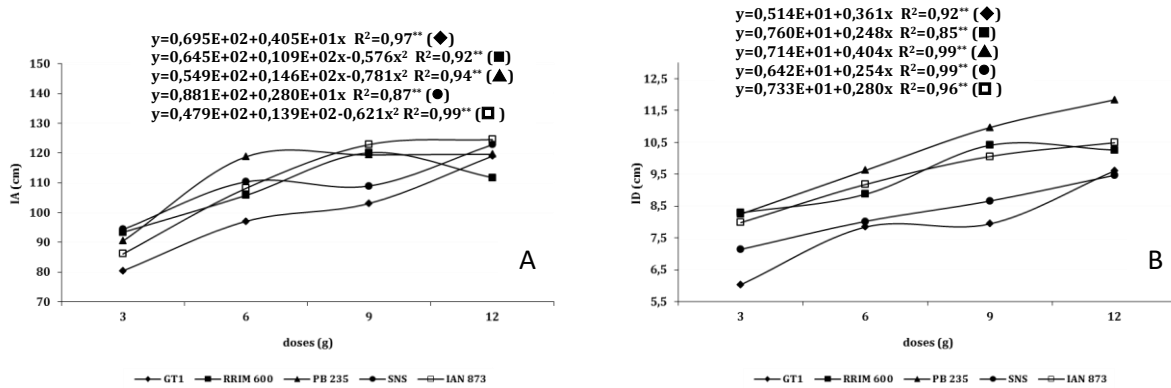 y=0,695E+02+0,405E+01x R²=0,97** (◆)
y=0,645E+02+0,109E+02x-0,576x² R²=0,92** (■)
y=0,549E+02+0,146E+02x-0,781x² R²=0,94** (▲)
y=0,881E+02+0,280E+01x R²=0,87** (●)
y=0,479E+02+0,139E+02-0,621x² R²=0,99** (□)
150
140
130
120
110
100
90
80
70
IA (cm)
3 6 9 12
doses (g)
A
GT1 RRIM 600 PB 235 SNS IAN 873
y=0,514E+01+0,361x R²=0,92** (◆)
y=0,760E+01+0,248x R²=0,85** (■)
y=0,714E+01+0,404x R²=0,99** (▲)
y=0,642E+01+0,254x R²=0,99** (●)
y=0,733E+01+0,280x R²=0,96** (□)
12,5
11,5
10,5
9,5
8,5
7,5
6,5
5,5
ID (cm)
3 6 9 12
doses (g)
B
GT1 RRIM 600 PB 235 SNS IAN 873